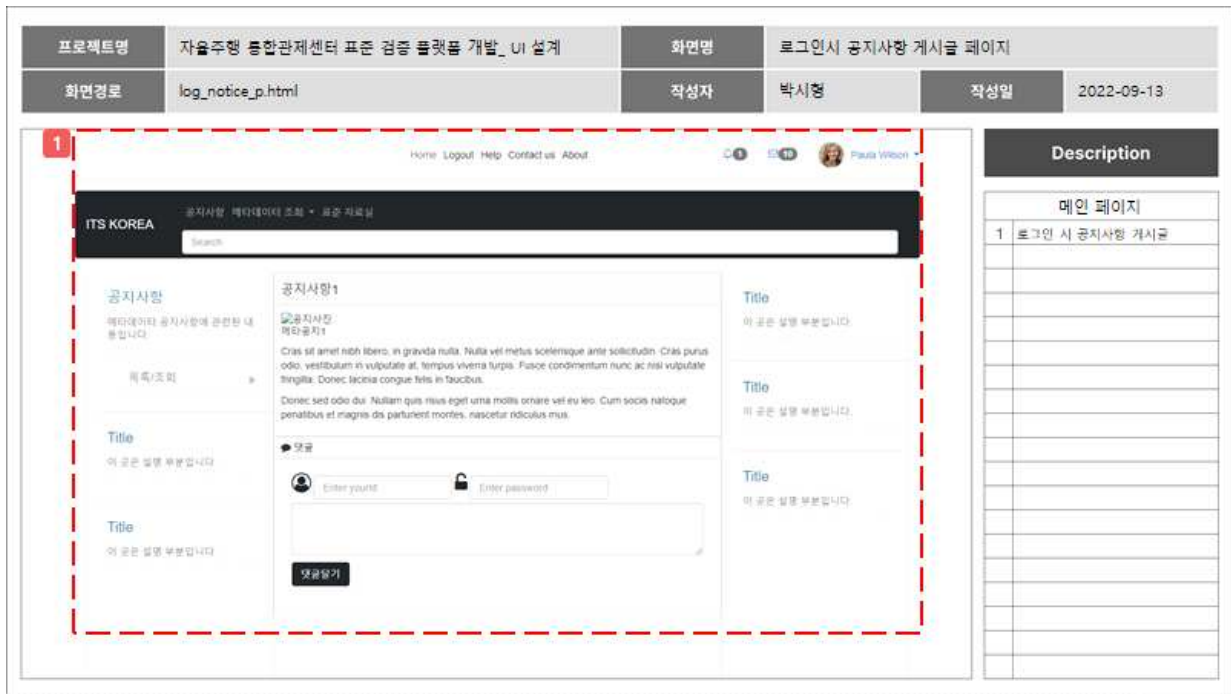 프로젝트명 자율주행 통합관제센터 표준 검증 플랫폼 개발_ UI 설계 화면명 로그인시 공지사항 게시글 페이지
화면경로 log_notice_p.html 작성자 박시형 작성일 2022-09-13
1
Home Logout Help Contact us About 1 10 Paula Wilson
ITS KOREA
공지사항 메타데이터 조회 표준 자료실
Search
공지사항
메타데이터 공지사항에 관련된 내
용입니다
목록/조회 »
Title
이 곳은 설명 부분입니다
Title
이 곳은 설명 부분입니다
공지사항1
공지사진
메타공지1
Cras sit amet nibh libero, in gravida nulla. Nulla vel metus scelerisque ante sollicitudin. Cras purus
odio, vestibulum in vulputate at, tempus viverra turpis. Fusce condimentum nunc ac nisi vulputate
fringilla. Donec lacinia congue felis in faucibus.
Donec sed odio dui. Nullam quis risus eget urna mollis ornare vel eu leo. Cum sociis natoque
penatibus et magnis dis parturient montes, nascetur ridiculus mus.
댓글
Enter yourId Enter password
댓글달기
Title
이 곳은 설명 부분입니다.
Title
이 곳은 설명 부분입니다.
Title
이 곳은 설명 부분입니다.
Description
메인 페이지
1 로그인 시 공지사항 게시글